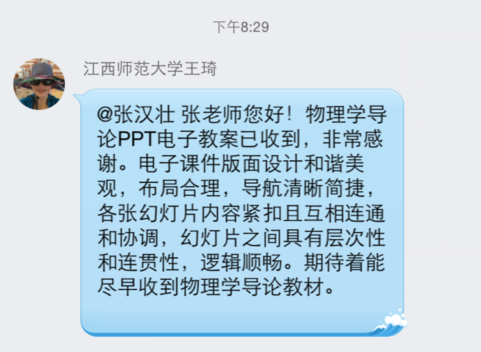 下午8:29
江西师范大学王琦
@张汉壮 张老师您好！物理学导
论PPT电子教案已收到，非常感
谢。电子课件版面设计和谐美
观，布局合理，导航清晰简捷，
各张幻灯片内容紧扣且互相连通
和协调，幻灯片之间具有层次性
和连贯性，逻辑顺畅。期待着能
尽早收到物理学导论教材。